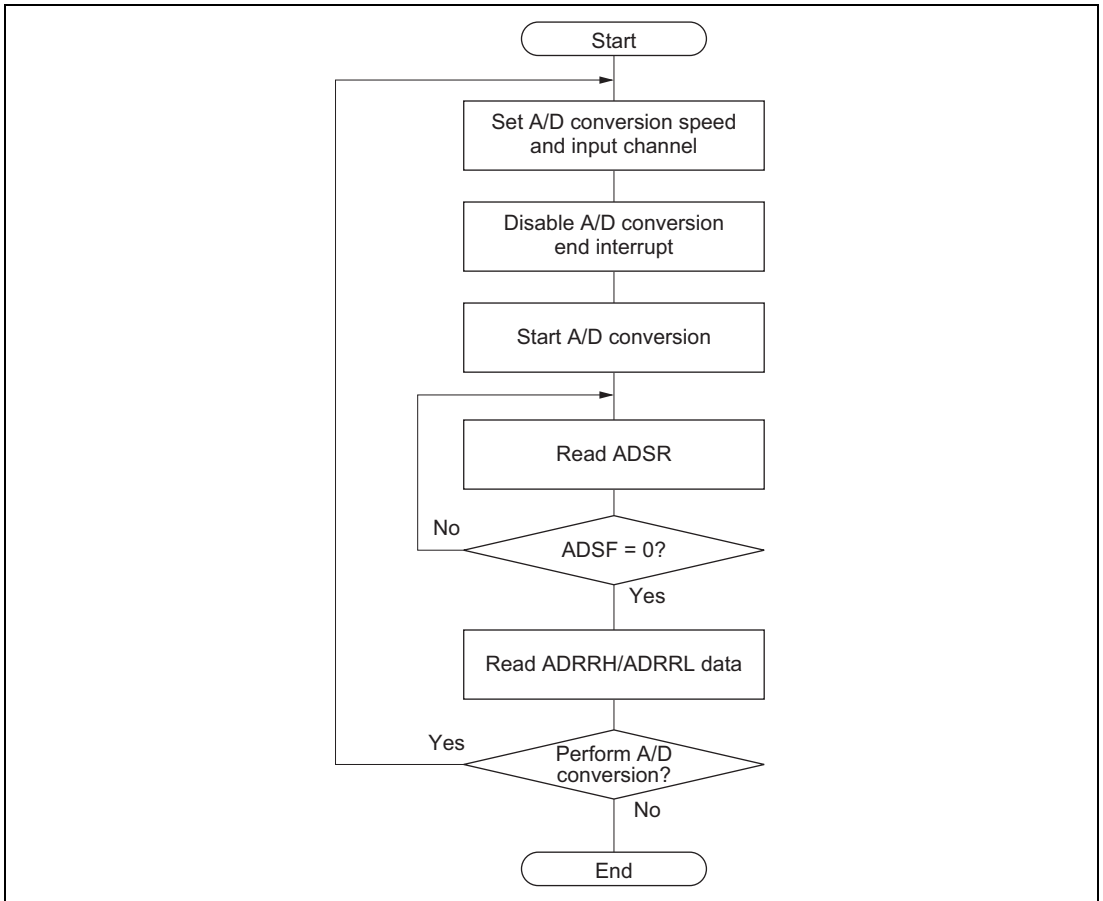 Start
Set A/D conversion speed
and input channel
Disable A/D conversion
end interrupt
Start A/D conversion
Read ADSR
No
ADSF = 0?
Yes
Read ADRRH/ADRRL data
Yes
Perform A/D
conversion?
No
End